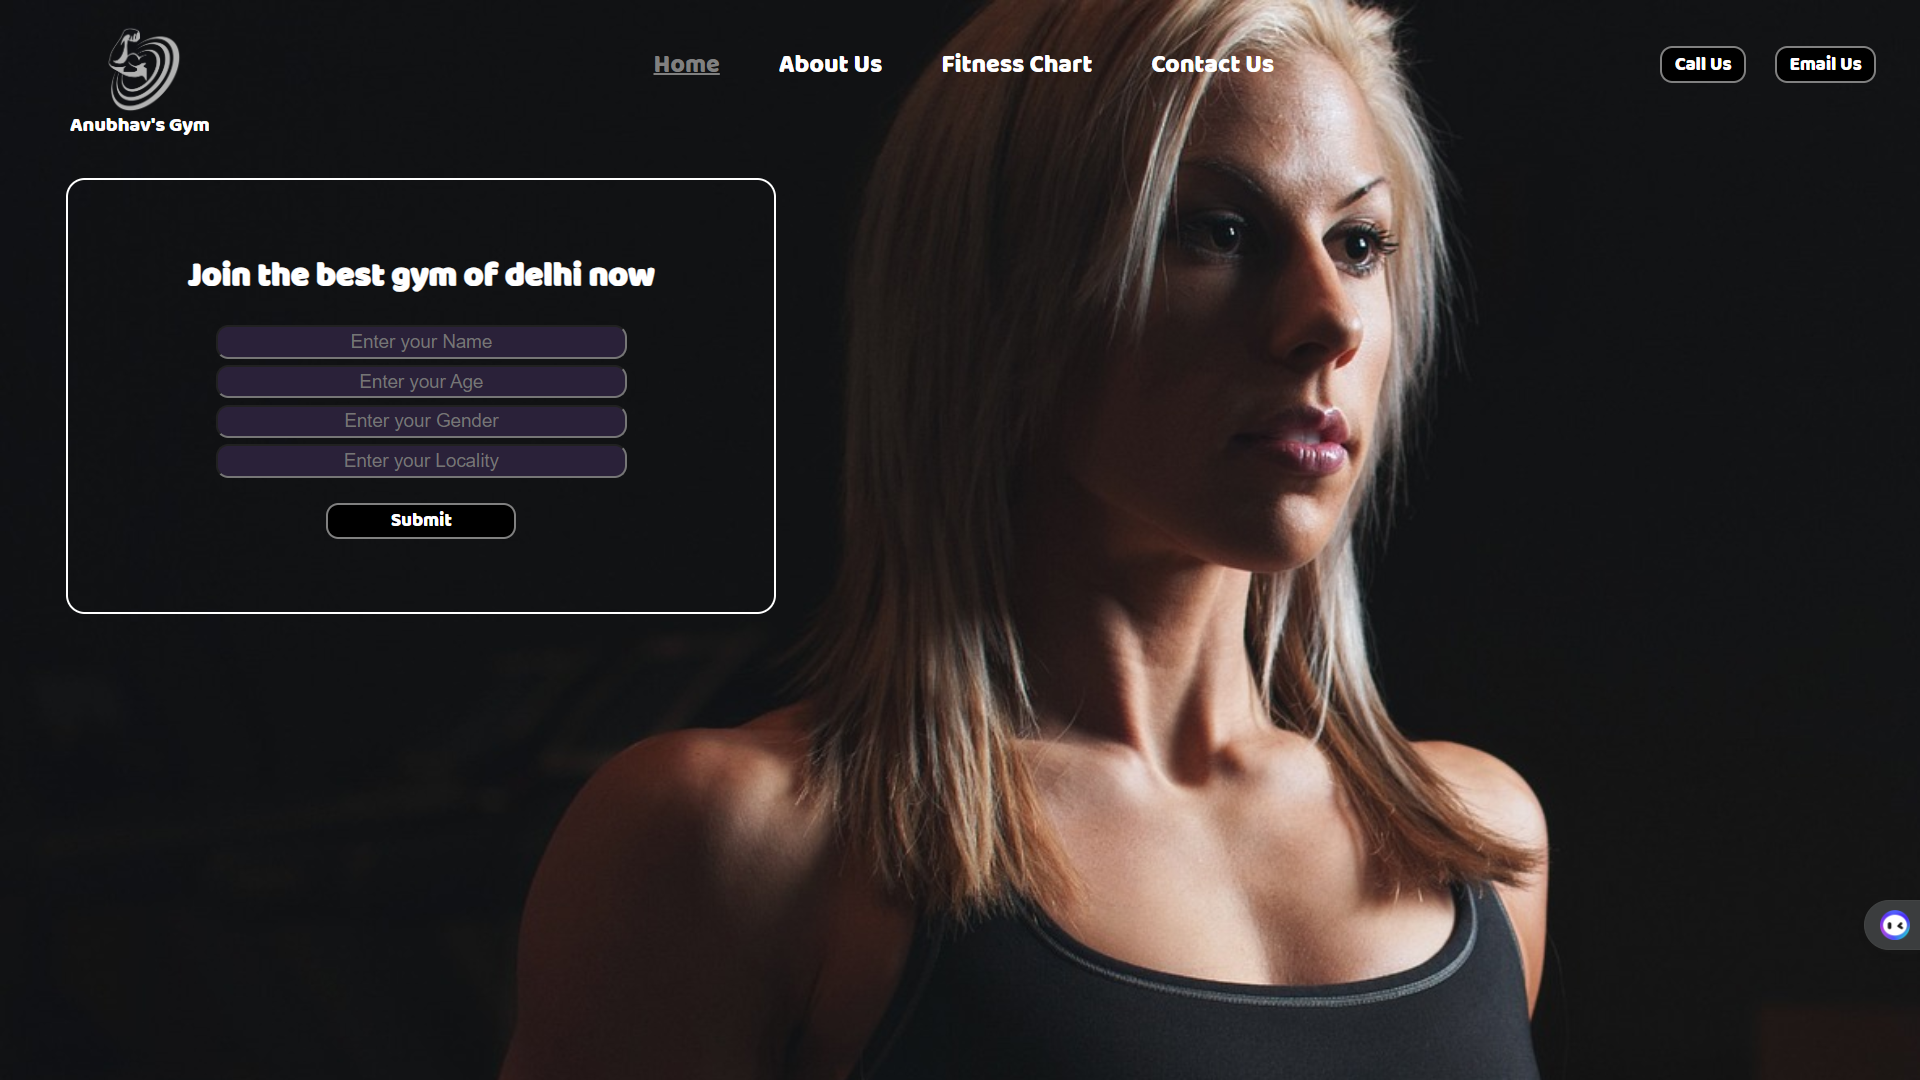 Home
About Us
Fitness Chart
Contact Us
Call Us
Email Us
Anubhav's Gym
Join the best gym of delhi now
Enter your Name
Enter your Age
Enter your Gender
Enter your Locality
Submit